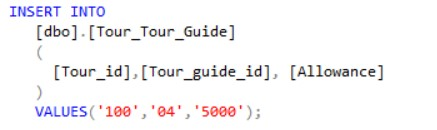 INSERT INTO
[dbo].[Tour_Tour_Guide]
(
[Tour_id],[Tour_guide_id], [Allowance]
)
VALUES('100','04','5000');